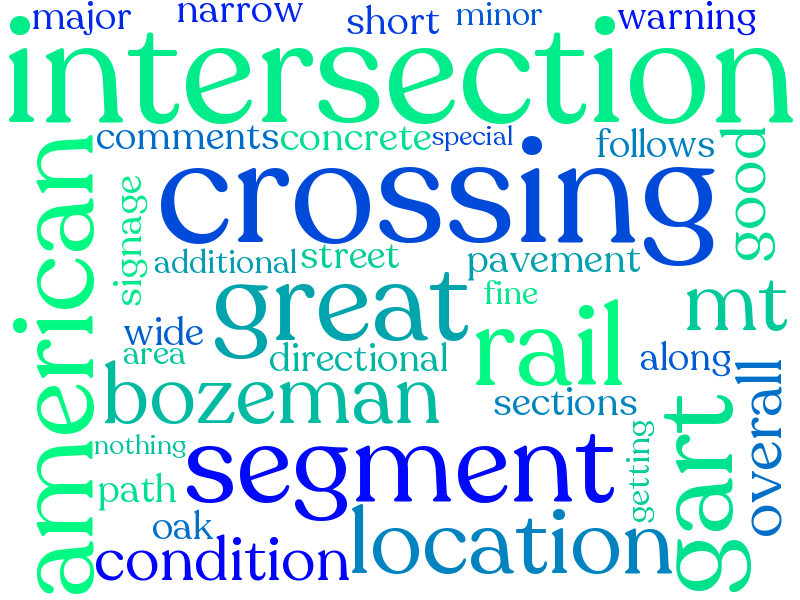 major narrow short minor warning
intersection
comments concrete special follows
american
signage
crossing
good
additional street pavement
great
fine
mt
wide
rail
area directional
along
bozeman
sections
overall
nothing
segment
getting
gart
path
oak
location
condition